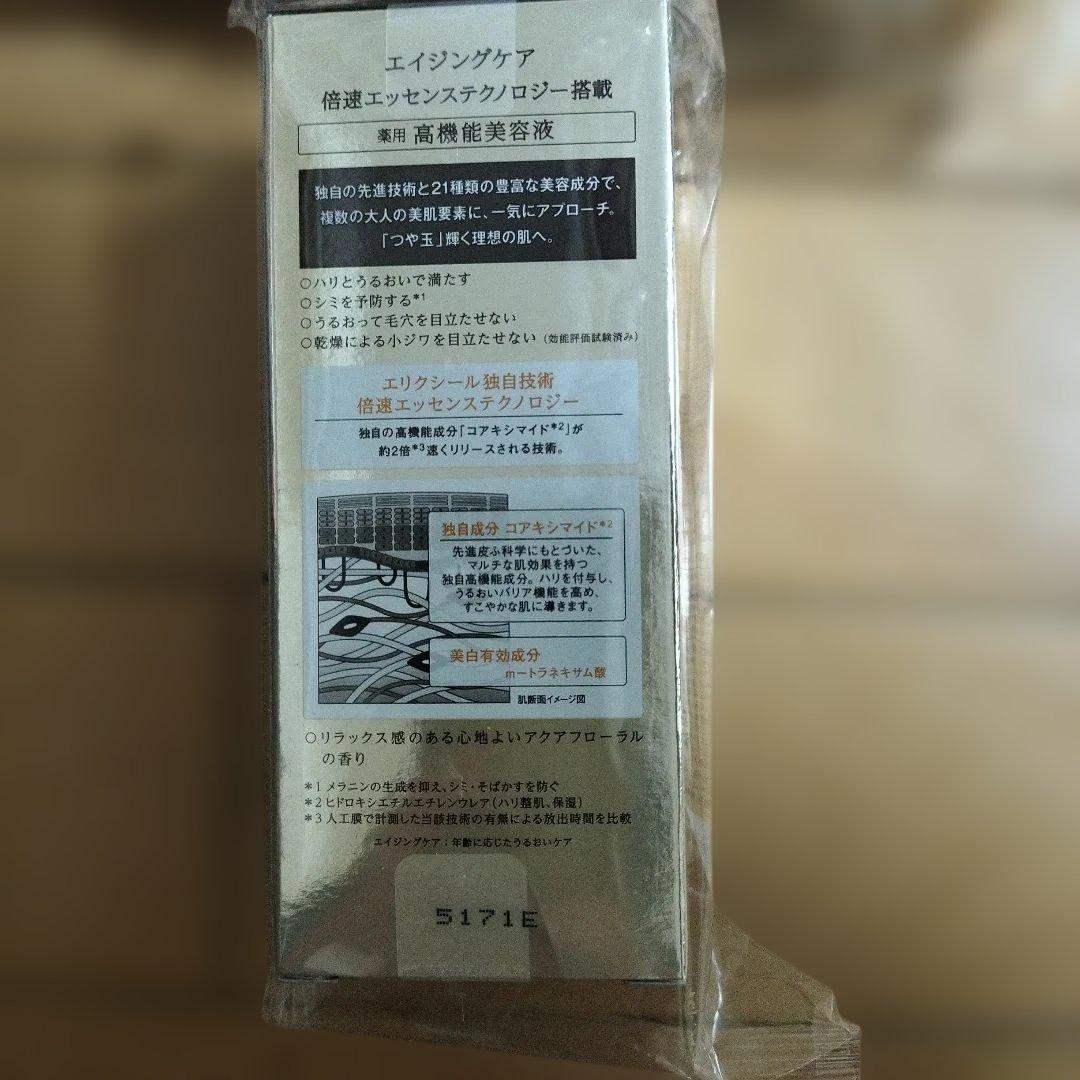 エイジングケア
倍速エッセンステクノロジー搭載
薬用 高機能美容液
独自の先進技術と21種類の豊富な美容成分で、
複数の大人の美肌要素に、一気にアプローチ。
「つや玉」輝く理想の肌へ。
○ハリとうるおいで満たす
○シミを予防する*1
○うるおって毛穴を目立たせない
○乾燥による小ジワを目立たせない（効能評価試験済み）
エリクシール独自技術
倍速エッセンステクノロジー
独自の高機能成分「コアキシマイド*2」が
約2倍*3速くリリースされる技術。
独自成分 コアキシマイド*2
先進皮ふ科学にもとづいた、
マルチな肌効果を持つ
独自高機能成分。ハリを付与し、
うるおいバリア機能を高め、
すこやかな肌に導きます。
美白有効成分
m－トラネキサム酸
肌断面イメージ図
○リラックス感のある心地よいアクアフローラル
の香り
*1 メラニンの生成を抑え、シミ・そばかすを防ぐ
*2 ヒドロキシエチルエチレンウレア（ハリ整肌、保湿）
*3 人工膜で計測した当該技術の有無による放出時間を比較
エイジングケア：年齢に応じたうるおいケア
5171E